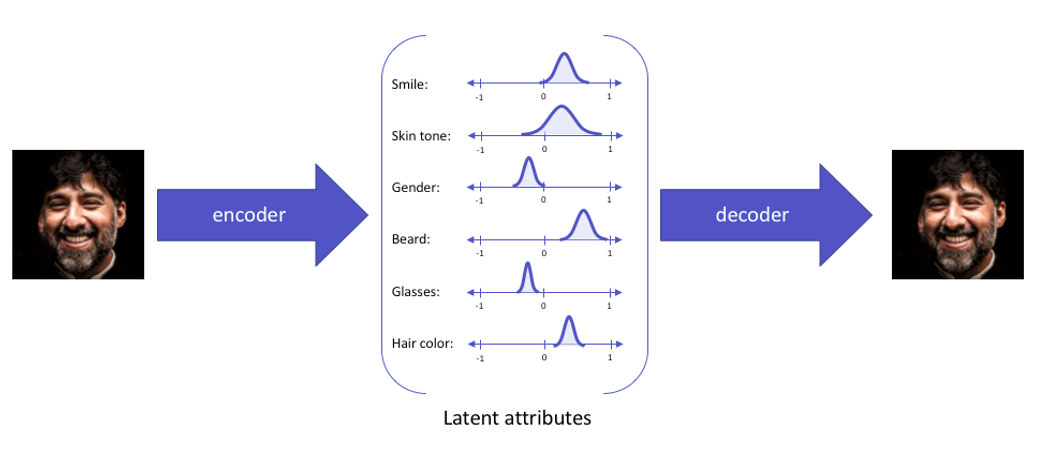 encoder
Smile:
-1 0 1
Skin tone:
-1 0 1
Gender:
-1 0 1
Beard:
-1 0 1
Glasses:
-1 0 1
Hair color:
-1 0 1
decoder
Latent attributes